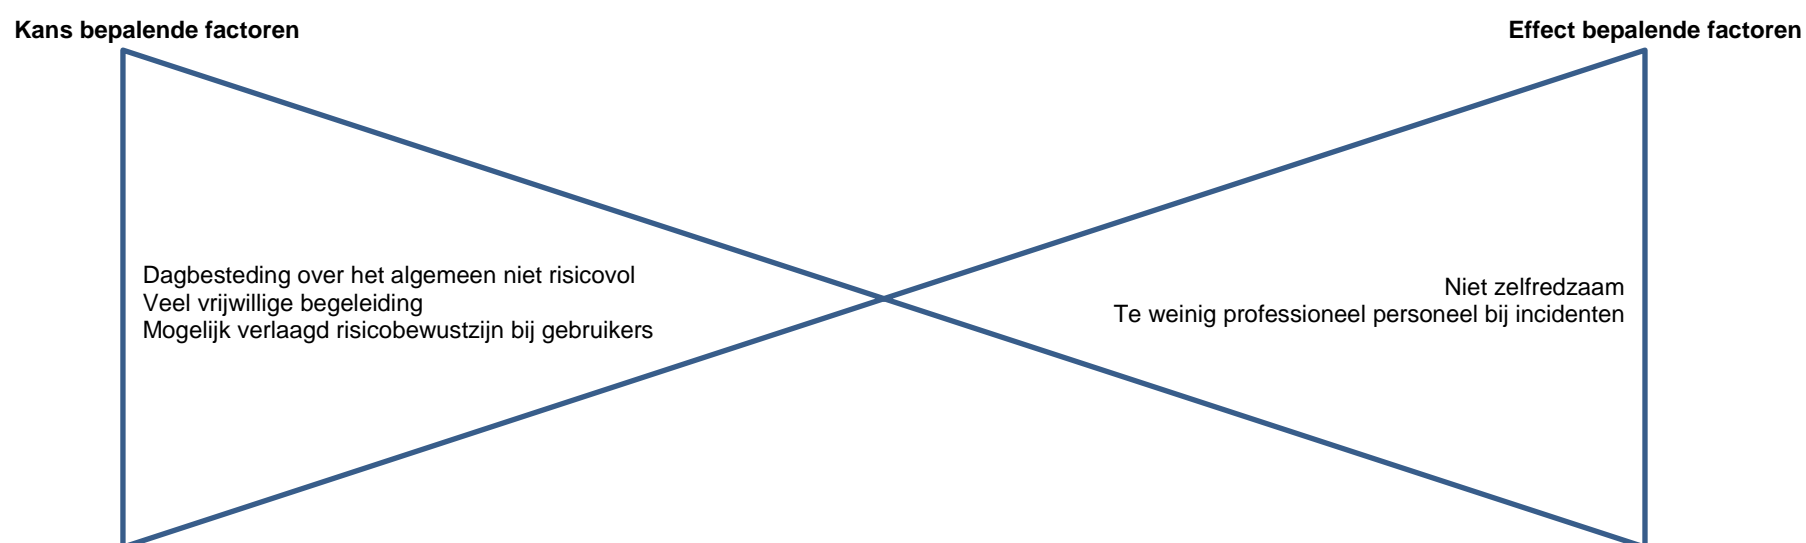 Kans bepalende factoren
Effect bepalende factoren
Dagbesteding over het algemeen niet risicovol
Veel vrijwillige begeleiding
Mogelijk verlaagd risicobewustzijn bij gebruikers
Niet zelfredzaam
Te weinig professioneel personeel bij incidenten